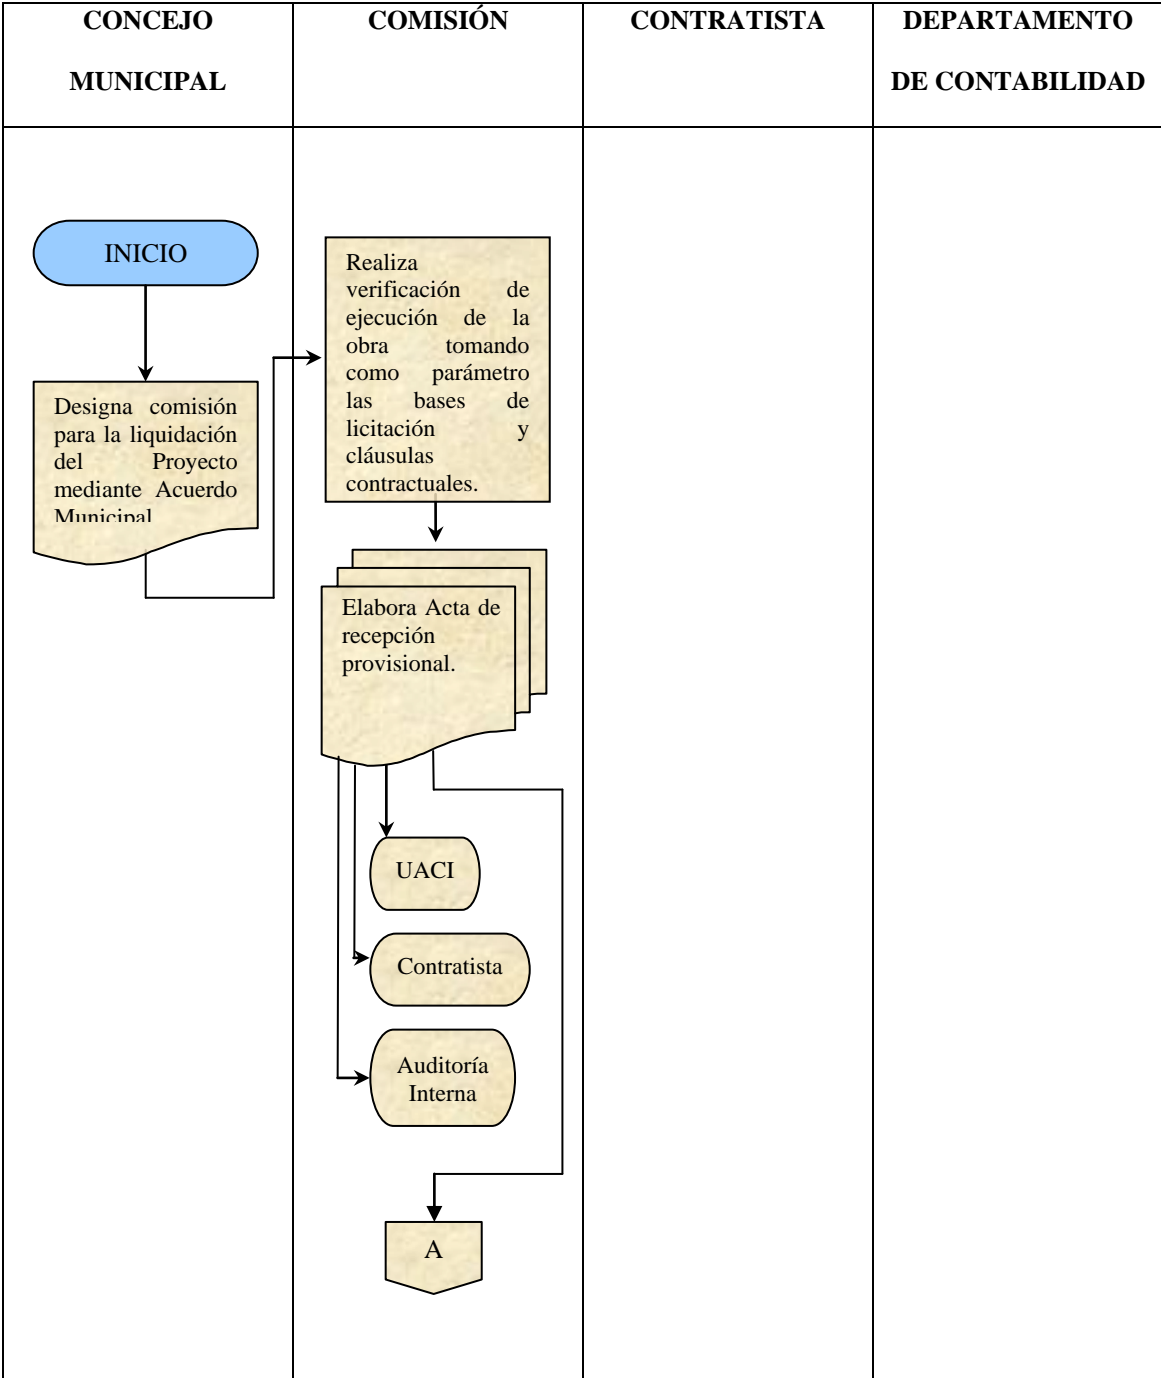 CONCEJO
MUNICIPAL
COMISIÓN
CONTRATISTA
DEPARTAMENTO
DE CONTABILIDAD
INICIO
Designa comisión
para la liquidación
del Proyecto
mediante Acuerdo
Municipal
Realiza
verificación de
ejecución de la
obra tomando
como parámetro
las bases de
licitación y
cláusulas
contractuales.
Elabora Acta de
recepción
provisional.
UACI
Contratista
Auditoría
Interna
A